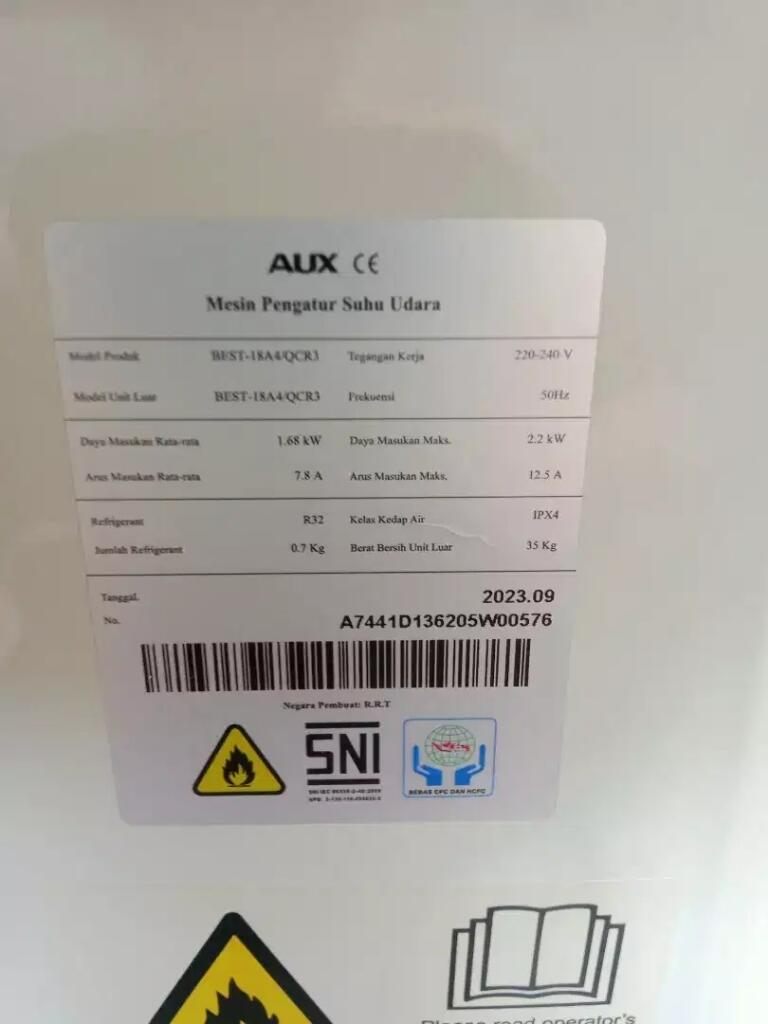 AUX CE
Mesin Pengatur Suhu Udara
Model Produk BEST-18A4/QCR3 Tegangan Kerja 220-240 V
Model Unit Luar BEST-18A4/QCR3 Frekuensi 50Hz
Daya Masukan Rata-rata 1.68 kW Daya Masukan Maks. 2.2 kW
Arus Masukan Rata-rata 7.8 A Arus Masukan Maks. 12.5 A
Refrigerant R32 Kelas Kedap Air IPX4
Jumlah Refrigerant 0.7 Kg Berat Bersih Unit Luar 35 Kg
Tanggal. 2023.09
No. A7441D136205W00576
Negara Pembuat: R.R.T
SNI
BEBAS CFC DAN HCFC
Please read operator's